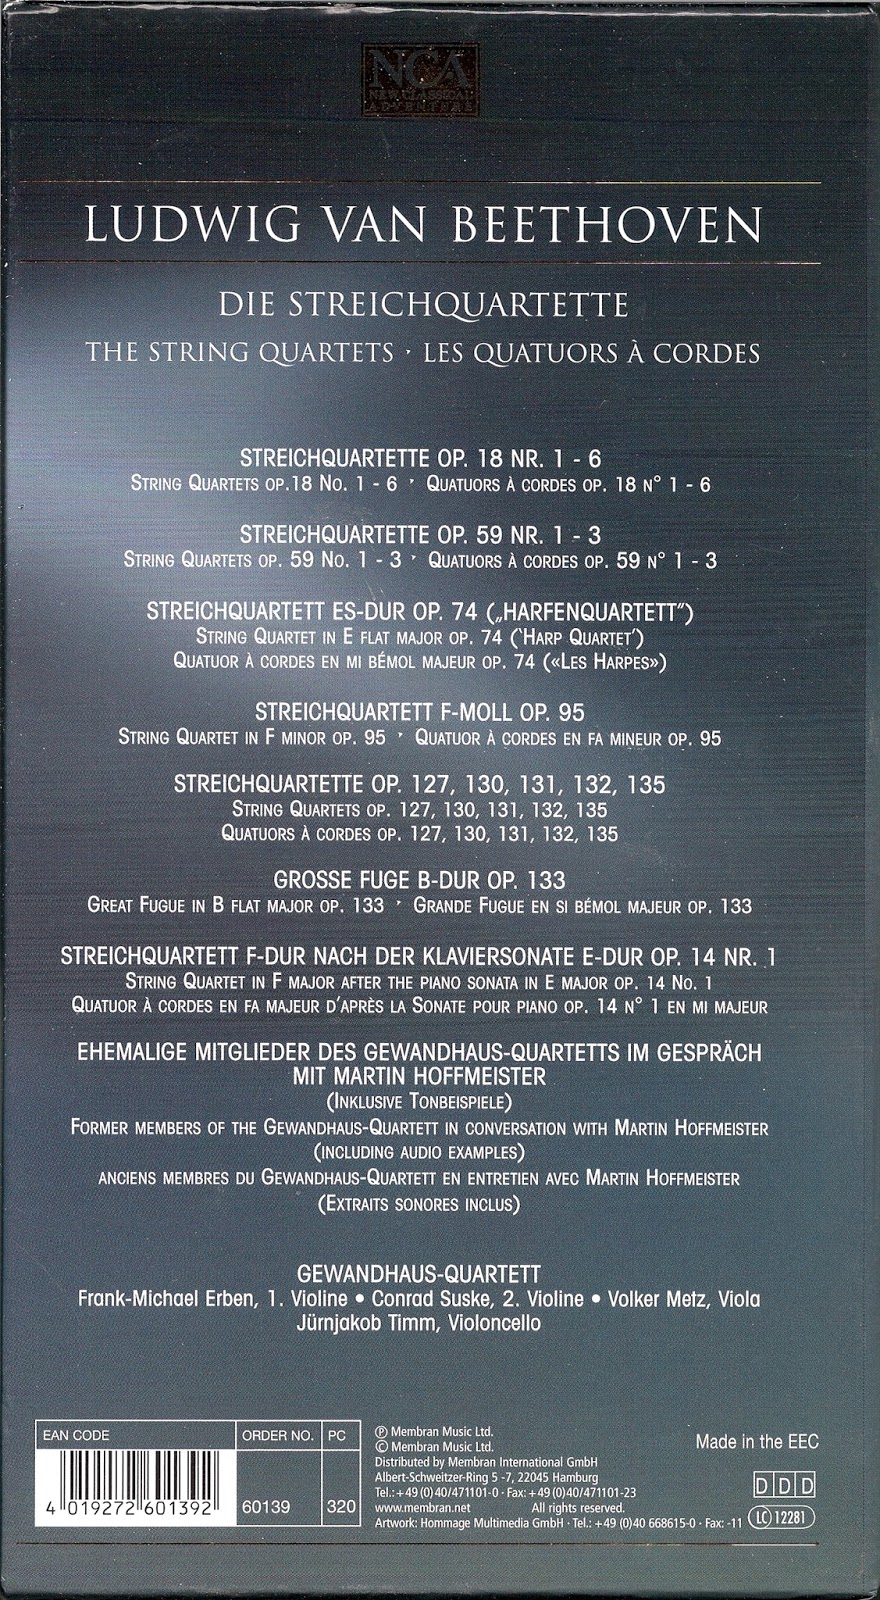 NCA
NEW CLASSICAL
ADVENTURE
LUDWIG VAN BEETHOVEN
DIE STREICHQUARTETTE
THE STRING QUARTETS · LES QUATUORS À CORDES
STREICHQUARTETTE OP. 18 NR. 1 - 6
STRING QUARTETS OP.18 NO. 1 - 6 · QUATUORS À CORDES OP. 18 N° 1 - 6
STREICHQUARTETTE OP. 59 NR. 1 - 3
STRING QUARTETS OP. 59 NO. 1 - 3 · QUATUORS À CORDES OP. 59 N° 1 - 3
STREICHQUARTETT ES-DUR OP. 74 („HARFENQUARTETT“)
STRING QUARTET IN E FLAT MAJOR OP. 74 (‘HARP QUARTET’)
QUATUOR À CORDES EN MI BÉMOL MAJEUR OP. 74 («LES HARPES»)
STREICHQUARTETT F-MOLL OP. 95
STRING QUARTET IN F MINOR OP. 95 · QUATUOR À CORDES EN FA MINEUR OP. 95
STREICHQUARTETTE OP. 127, 130, 131, 132, 135
STRING QUARTETS OP. 127, 130, 131, 132, 135
QUATUORS À CORDES OP. 127, 130, 131, 132, 135
GROSSE FUGE B-DUR OP. 133
GREAT FUGUE IN B FLAT MAJOR OP. 133 · GRANDE FUGUE EN SI BÉMOL MAJEUR OP. 133
STREICHQUARTETT F-DUR NACH DER KLAVIERSONATE E-DUR OP. 14 NR. 1
STRING QUARTET IN F MAJOR AFTER THE PIANO SONATA IN E MAJOR OP. 14 NO. 1
QUATUOR À CORDES EN FA MAJEUR D’APRÈS LA SONATE POUR PIANO OP. 14 N° 1 EN MI MAJEUR
EHEMALIGE MITGLIEDER DES GEWANDHAUS-QUARTETTS IM GESPRÄCH
MIT MARTIN HOFFMEISTER
(INKLUSIVE TONBEISPIELE)
FORMER MEMBERS OF THE GEWANDHAUS-QUARTETT IN CONVERSATION WITH MARTIN HOFFMEISTER
(INCLUDING AUDIO EXAMPLES)
ANCIENS MEMBRES DU GEWANDHAUS-QUARTETT EN ENTRETIEN AVEC MARTIN HOFFMEISTER
(EXTRAITS SONORES INCLUS)
GEWANDHAUS-QUARTETT
Frank-Michael Erben, 1. Violine • Conrad Suske, 2. Violine • Volker Metz, Viola
Jürnjakob Timm, Violoncello
EAN CODE
4 019272 601392
ORDER NO.
60139
PC
320
℗ Membran Music Ltd.
© Membran Music Ltd.
Distributed by Membran International GmbH
Albert-Schweitzer-Ring 5 -7, 22045 Hamburg
Tel.:+49 (0)40/471101-0 · Fax: +49 (0)40/471101-23
www.membran.net All rights reserved.
Artwork: Hommage Multimedia GmbH · Tel.: +49 (0)40 668615-0 · Fax: -11
Made in the EEC
DDD
LC 12281